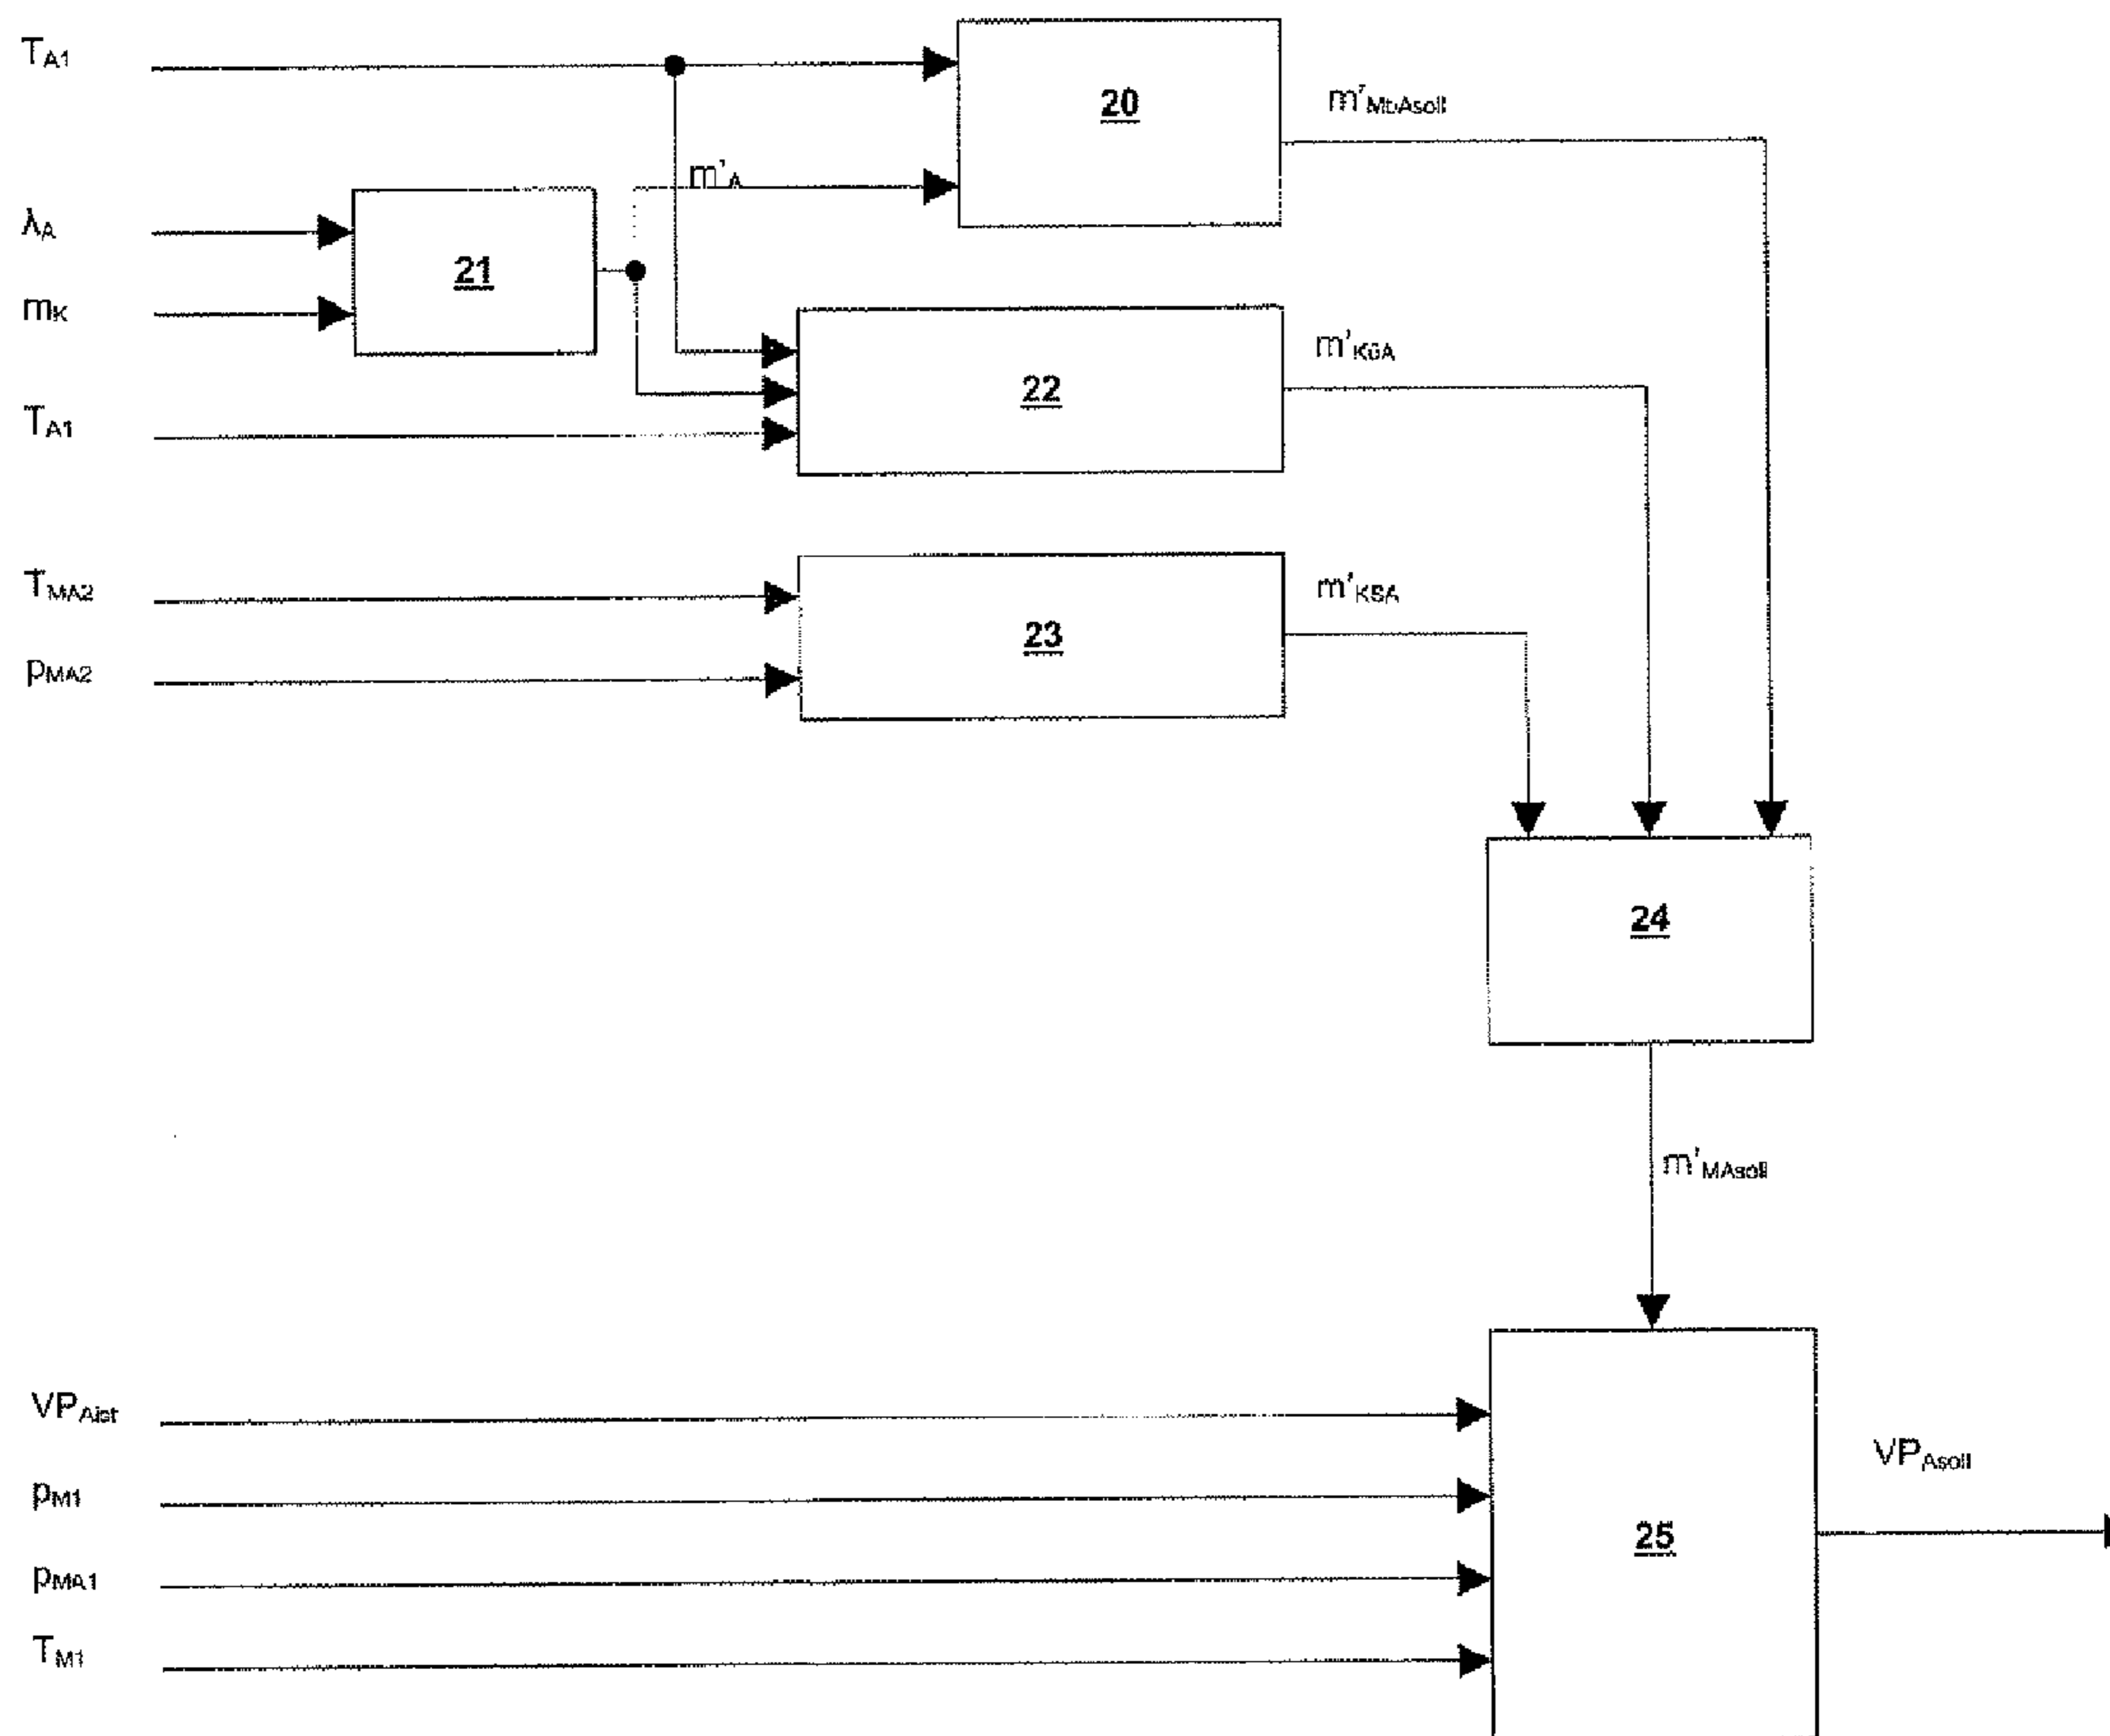 T_A1
20
m'_MbAsoll
m'_A
λ_A
21
m_K
m'_KüA
22
T_A1
T_MA2
m'_KSA
23
p_MA2
24
m'_MAsoll
VP_Aist
VP_Asoll
p_M1
25
p_MA1
T_M1